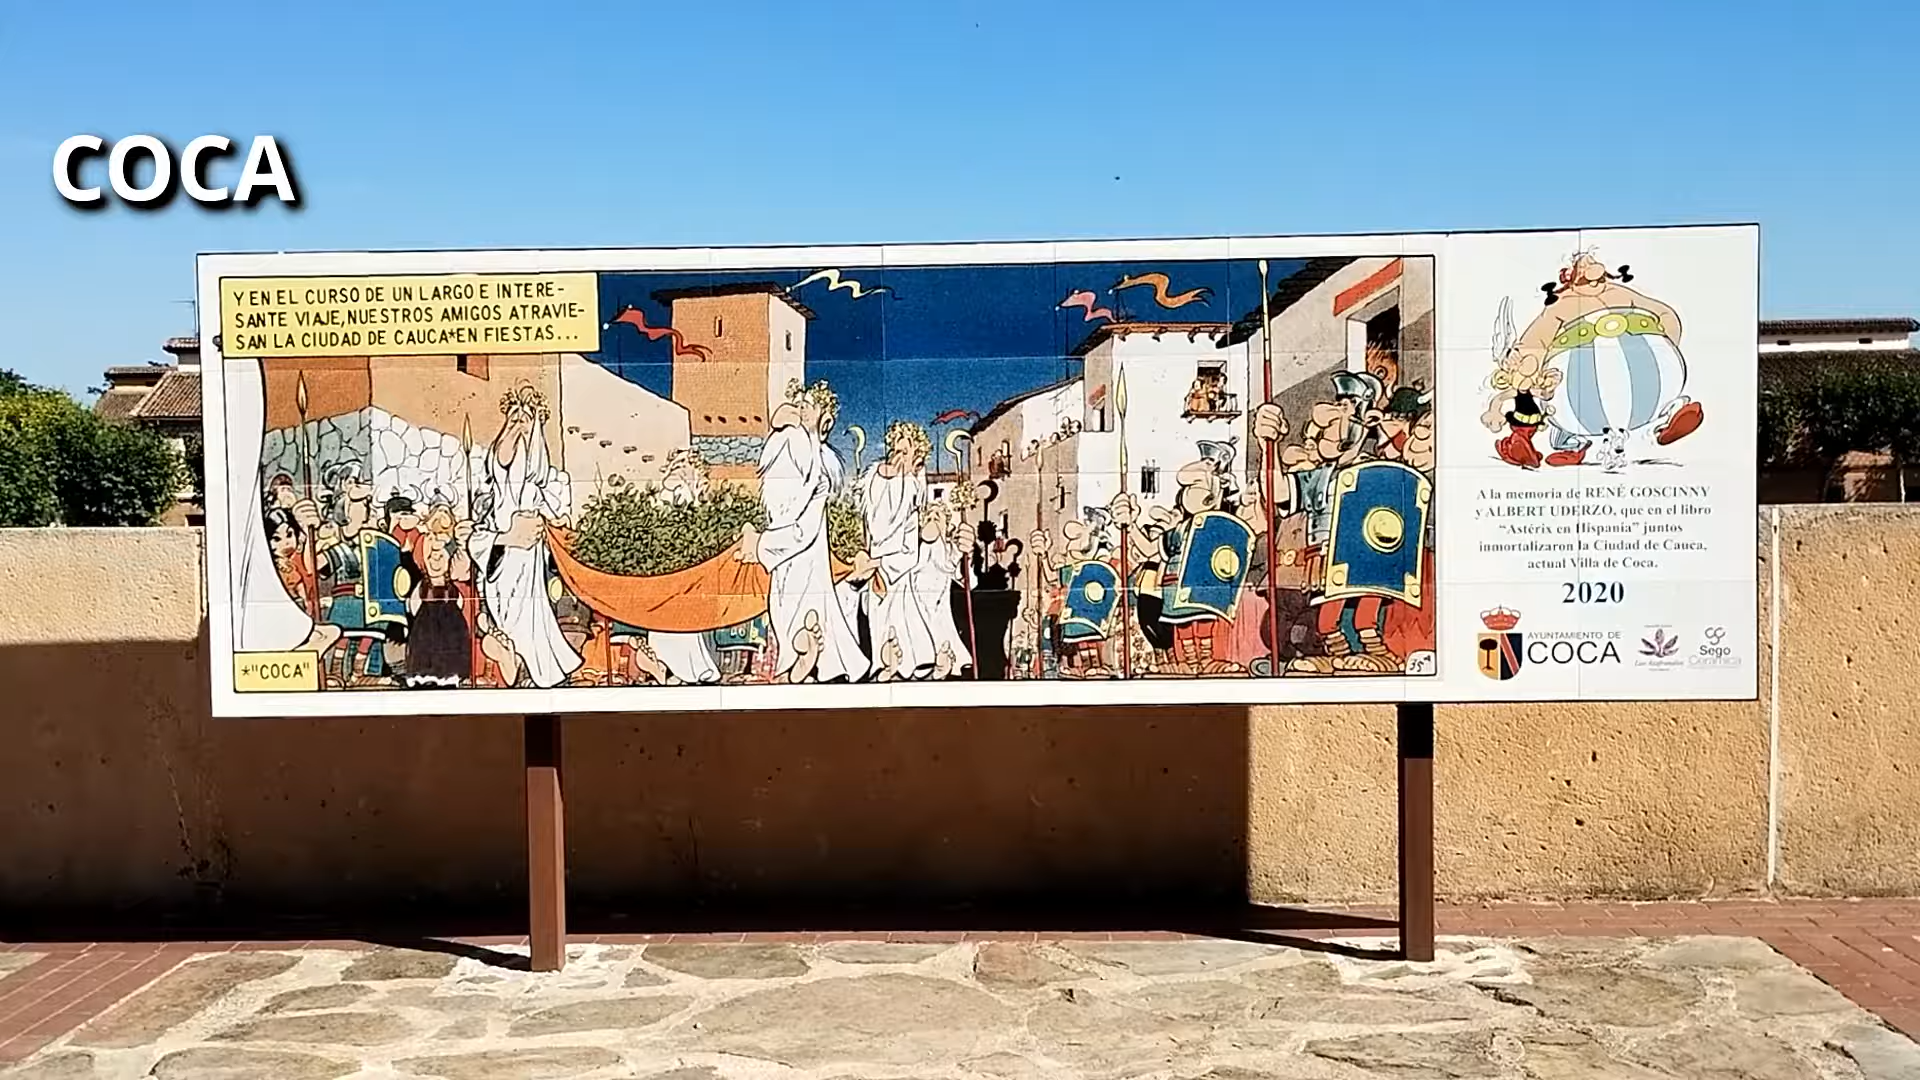 COCA
Y EN EL CURSO DE UN LARGO E INTERE-
SANTE VIAJE, NUESTROS AMIGOS ATRAVIE-
SAN LA CIUDAD DE CAUCA*EN FIESTAS...
*"COCA"
35A
A la memoria de RENÉ GOSCINNY
y ALBERT UDERZO, que en el libro
"Astérix en Hispania" juntos
inmortalizaron la Ciudad de Cauca,
actual Villa de Coca.
2020
AYUNTAMIENTO DE
COCA
Sego
Cerámica